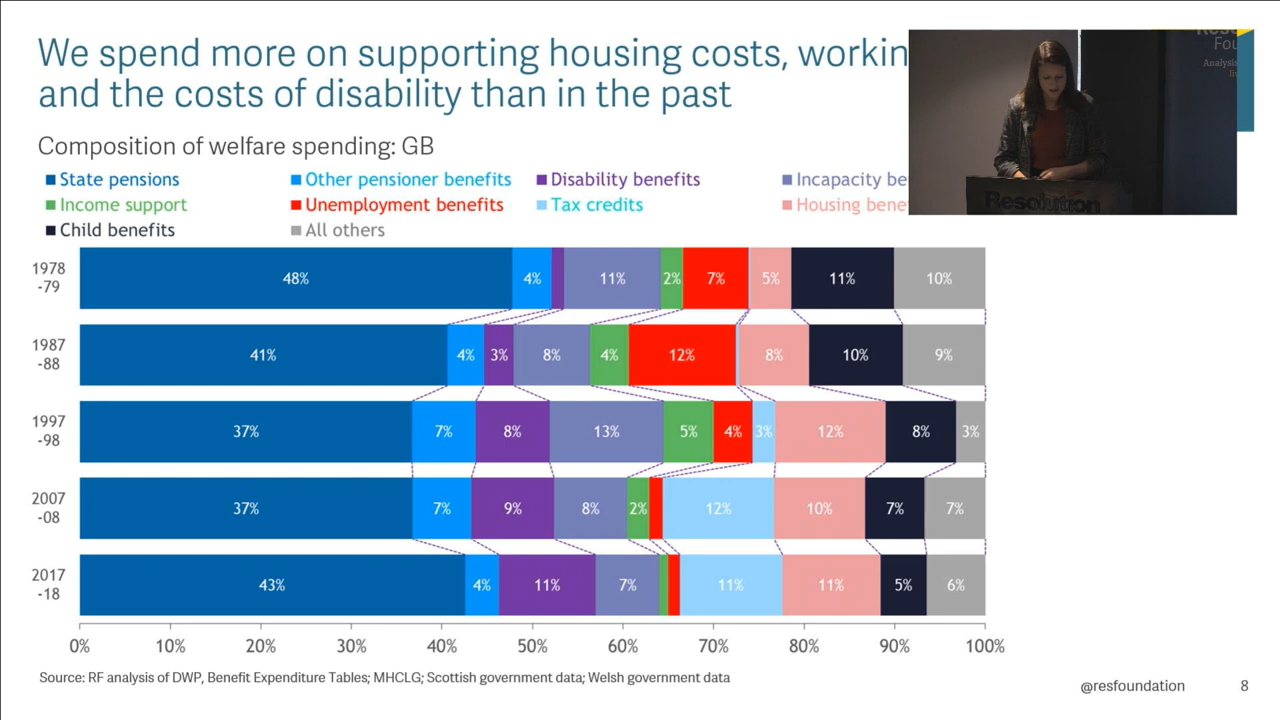 We spend more on supporting housing costs, workin
and the costs of disability than in the past
Composition of welfare spending: GB
State pensions Other pensioner benefits Disability benefits Incapacity be
Income support Unemployment benefits Tax credits Housing bene
Child benefits All others
Fou
Analysis
Resolution
1978
-79
48% 4% 11% 2% 7% 5% 11% 10%
1987
-88
41% 4% 3% 8% 4% 12% 8% 10% 9%
1997
-98
37% 7% 8% 13% 5% 4% 3% 12% 8% 3%
2007
-08
37% 7% 9% 8% 2% 12% 10% 7% 7%
2017
-18
43% 4% 11% 7% 11% 11% 5% 6%
0% 10% 20% 30% 40% 50% 60% 70% 80% 90% 100%
Source: RF analysis of DWP, Benefit Expenditure Tables; MHCLG; Scottish government data; Welsh government data
@resfoundation 8